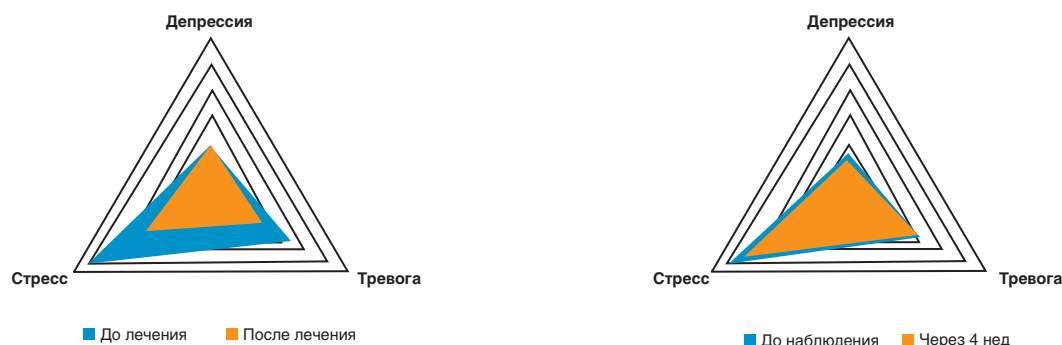 Депрессия
Стресс
Тревога
До лечения
После лечения
Депрессия
Стресс
Тревога
До наблюдения
Через 4 нед